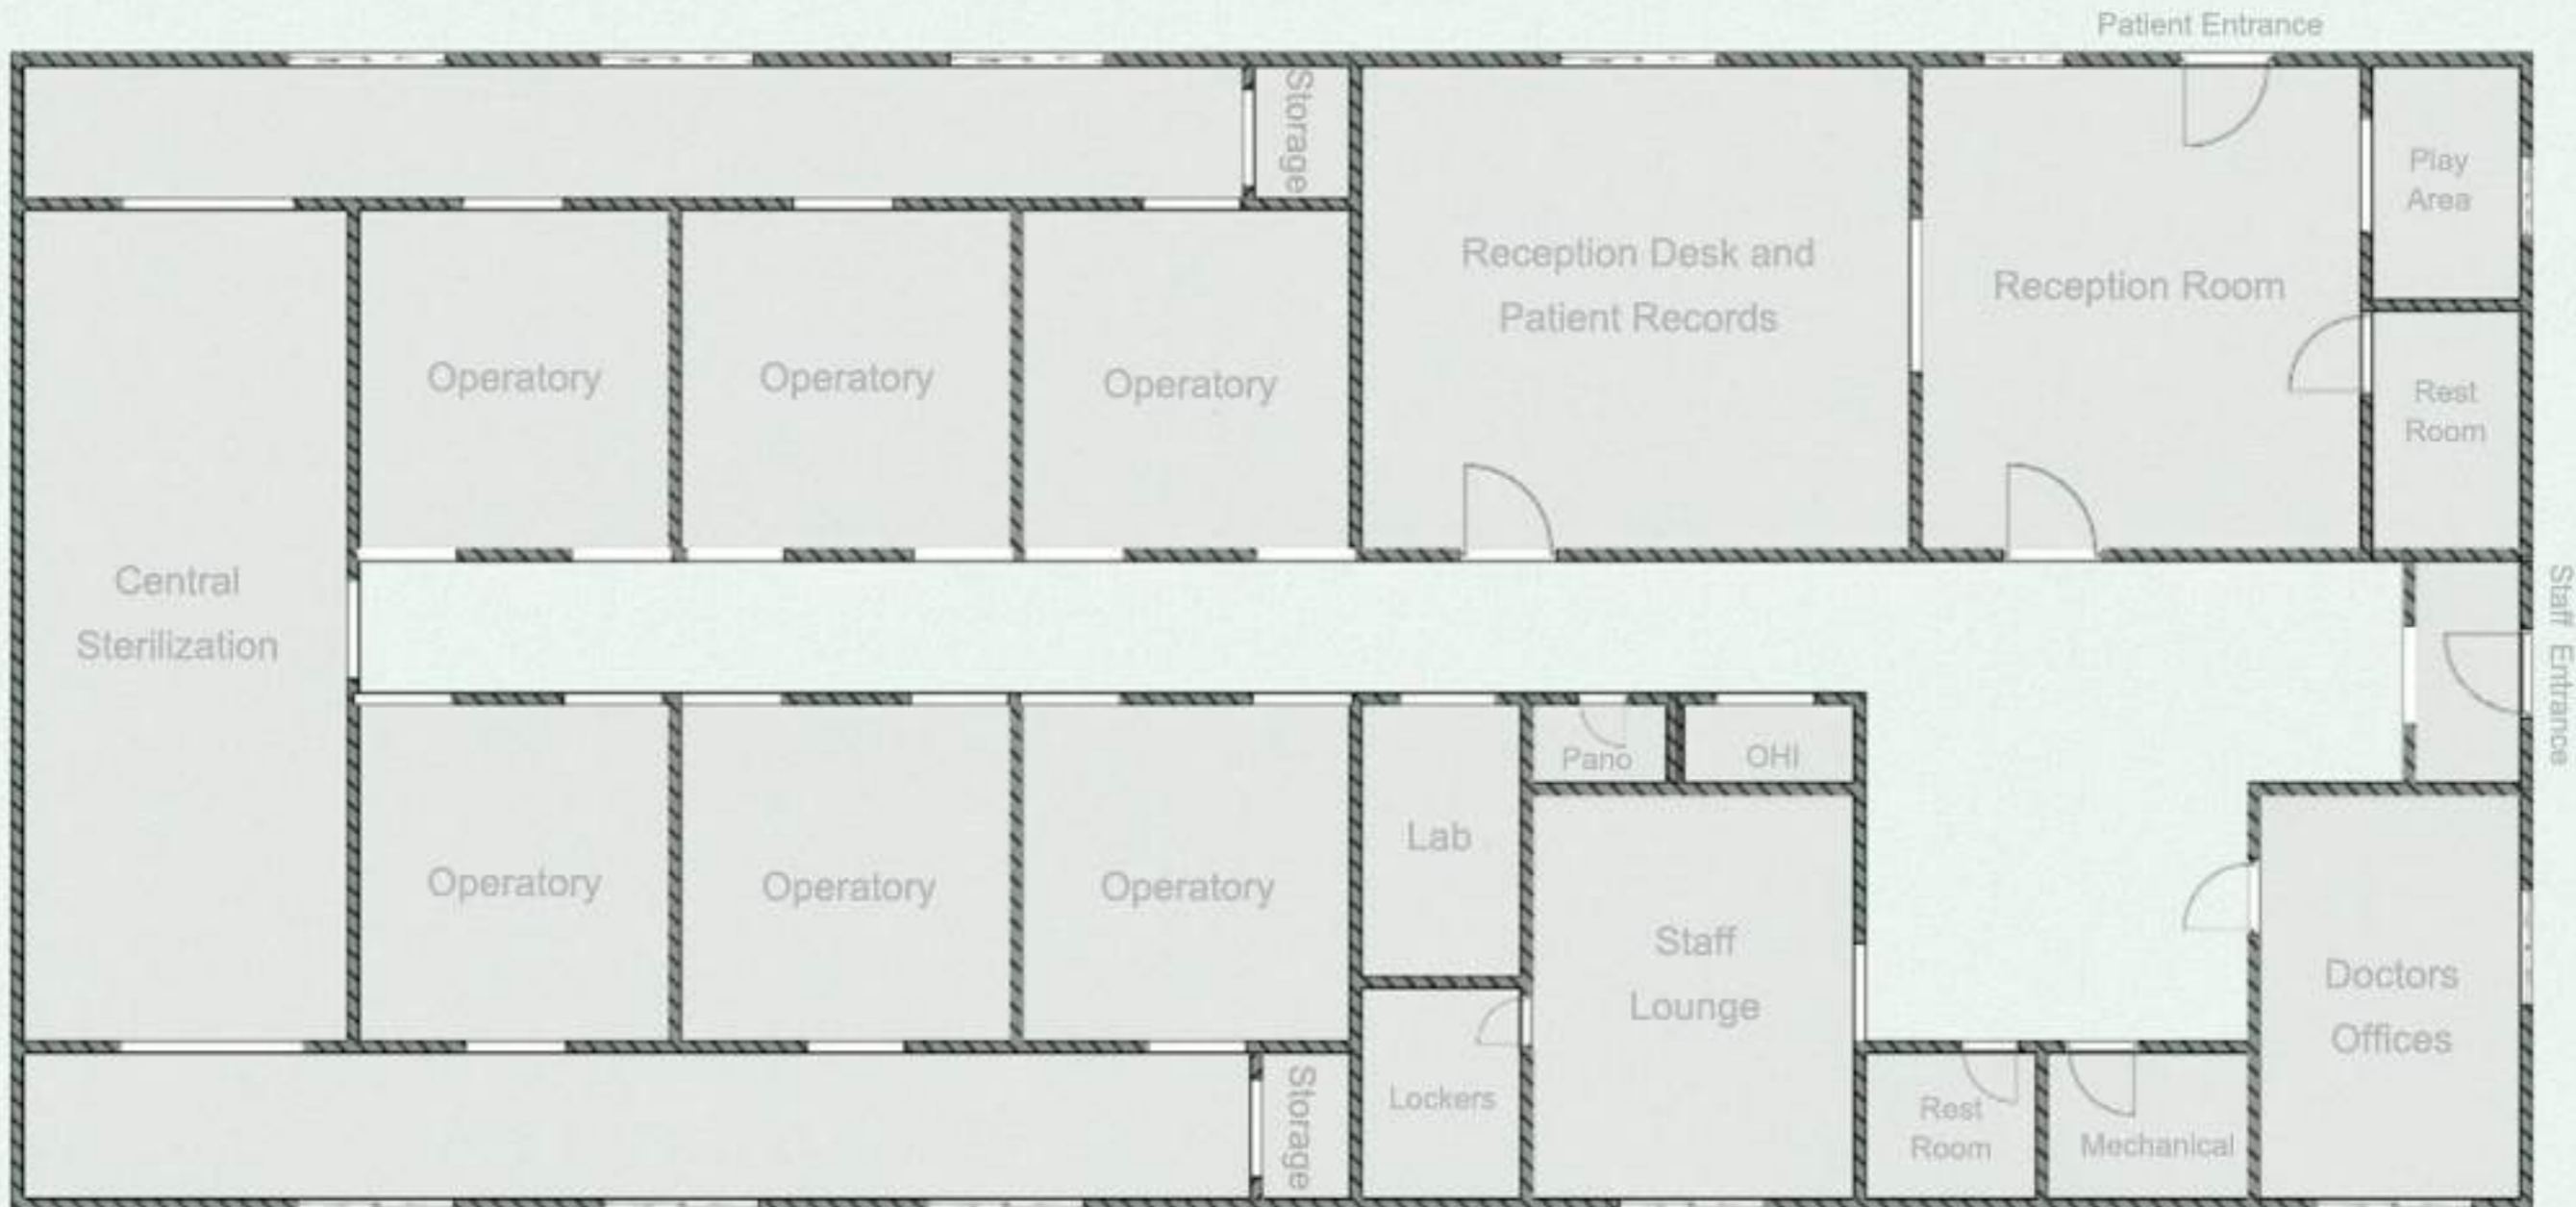 Patient Entrance
Storage
Play
Area
Reception Desk and
Patient Records
Reception Room
Operatory
Operatory
Operatory
Rest
Room
Central
Sterilization
Staff Entrance
Pano
OHI
Lab
Operatory
Operatory
Operatory
Staff
Lounge
Doctors
Offices
Storage
Lockers
Rest
Room
Mechanical